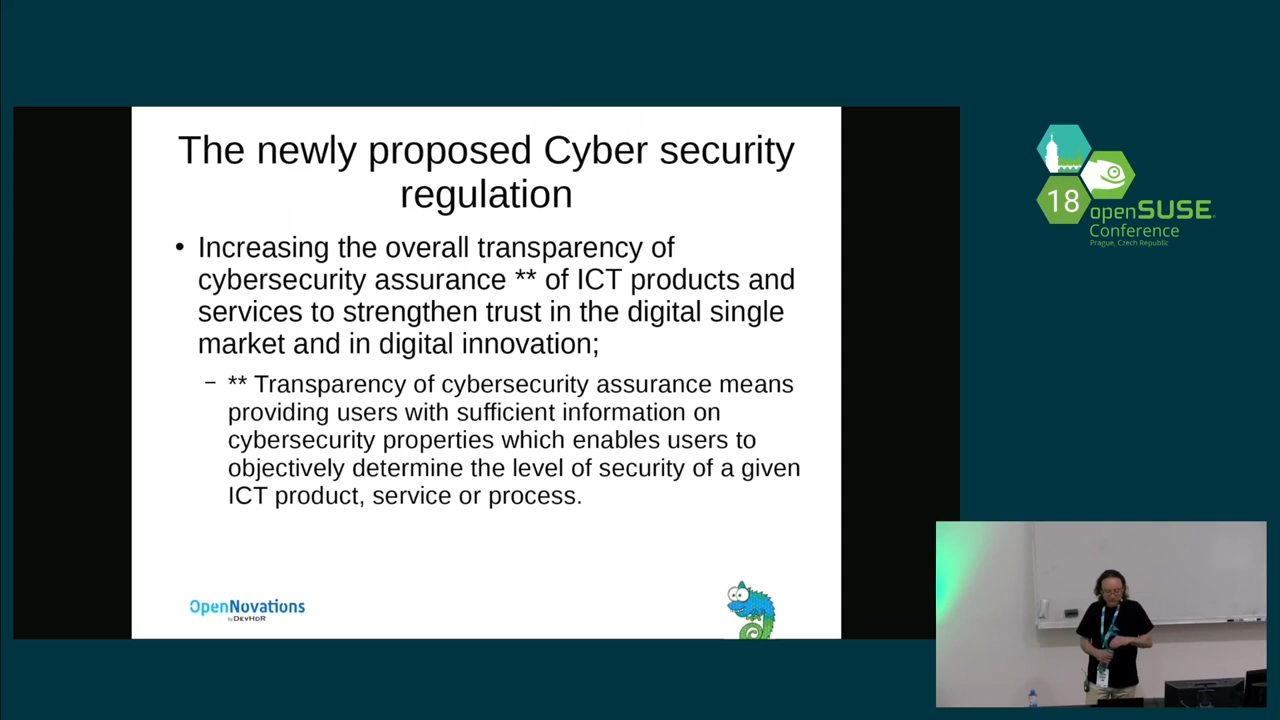 The newly proposed Cyber security
regulation
• Increasing the overall transparency of
cybersecurity assurance ** of ICT products and
services to strengthen trust in the digital single
market and in digital innovation;
– ** Transparency of cybersecurity assurance means
providing users with sufficient information on
cybersecurity properties which enables users to
objectively determine the level of security of a given
ICT product, service or process.
OpenNovations
by DEVHDR
18
openSUSE
Conference
Prague, Czech Republic